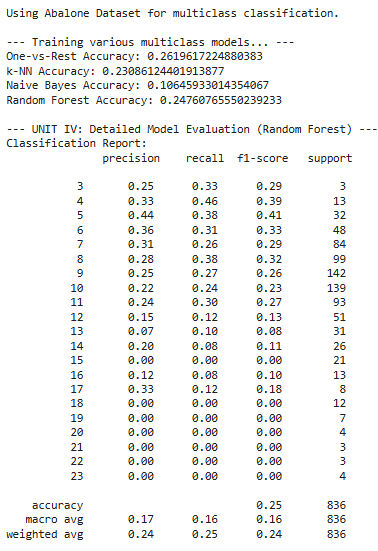 Using Abalone Dataset for multiclass classification.
--- Training various multiclass models... ---
One-vs-Rest Accuracy: 0.2619617224880383
k-NN Accuracy: 0.23086124401913877
Naive Bayes Accuracy: 0.10645933014354067
Random Forest Accuracy: 0.24760765550239233
--- UNIT IV: Detailed Model Evaluation (Random Forest) ---
Classification Report:
precision recall f1-score support
3 0.25 0.33 0.29 3
4 0.33 0.46 0.39 13
5 0.44 0.38 0.41 32
6 0.36 0.31 0.33 48
7 0.31 0.26 0.29 84
8 0.28 0.38 0.32 99
9 0.25 0.27 0.26 142
10 0.22 0.24 0.23 139
11 0.24 0.30 0.27 93
12 0.15 0.12 0.13 51
13 0.07 0.10 0.08 31
14 0.20 0.08 0.11 26
15 0.00 0.00 0.00 21
16 0.12 0.08 0.10 13
17 0.33 0.12 0.18 8
18 0.00 0.00 0.00 12
19 0.00 0.00 0.00 7
20 0.00 0.00 0.00 4
21 0.00 0.00 0.00 3
22 0.00 0.00 0.00 3
23 0.00 0.00 0.00 4
accuracy 0.25 836
macro avg 0.17 0.16 0.16 836
weighted avg 0.24 0.25 0.24 836